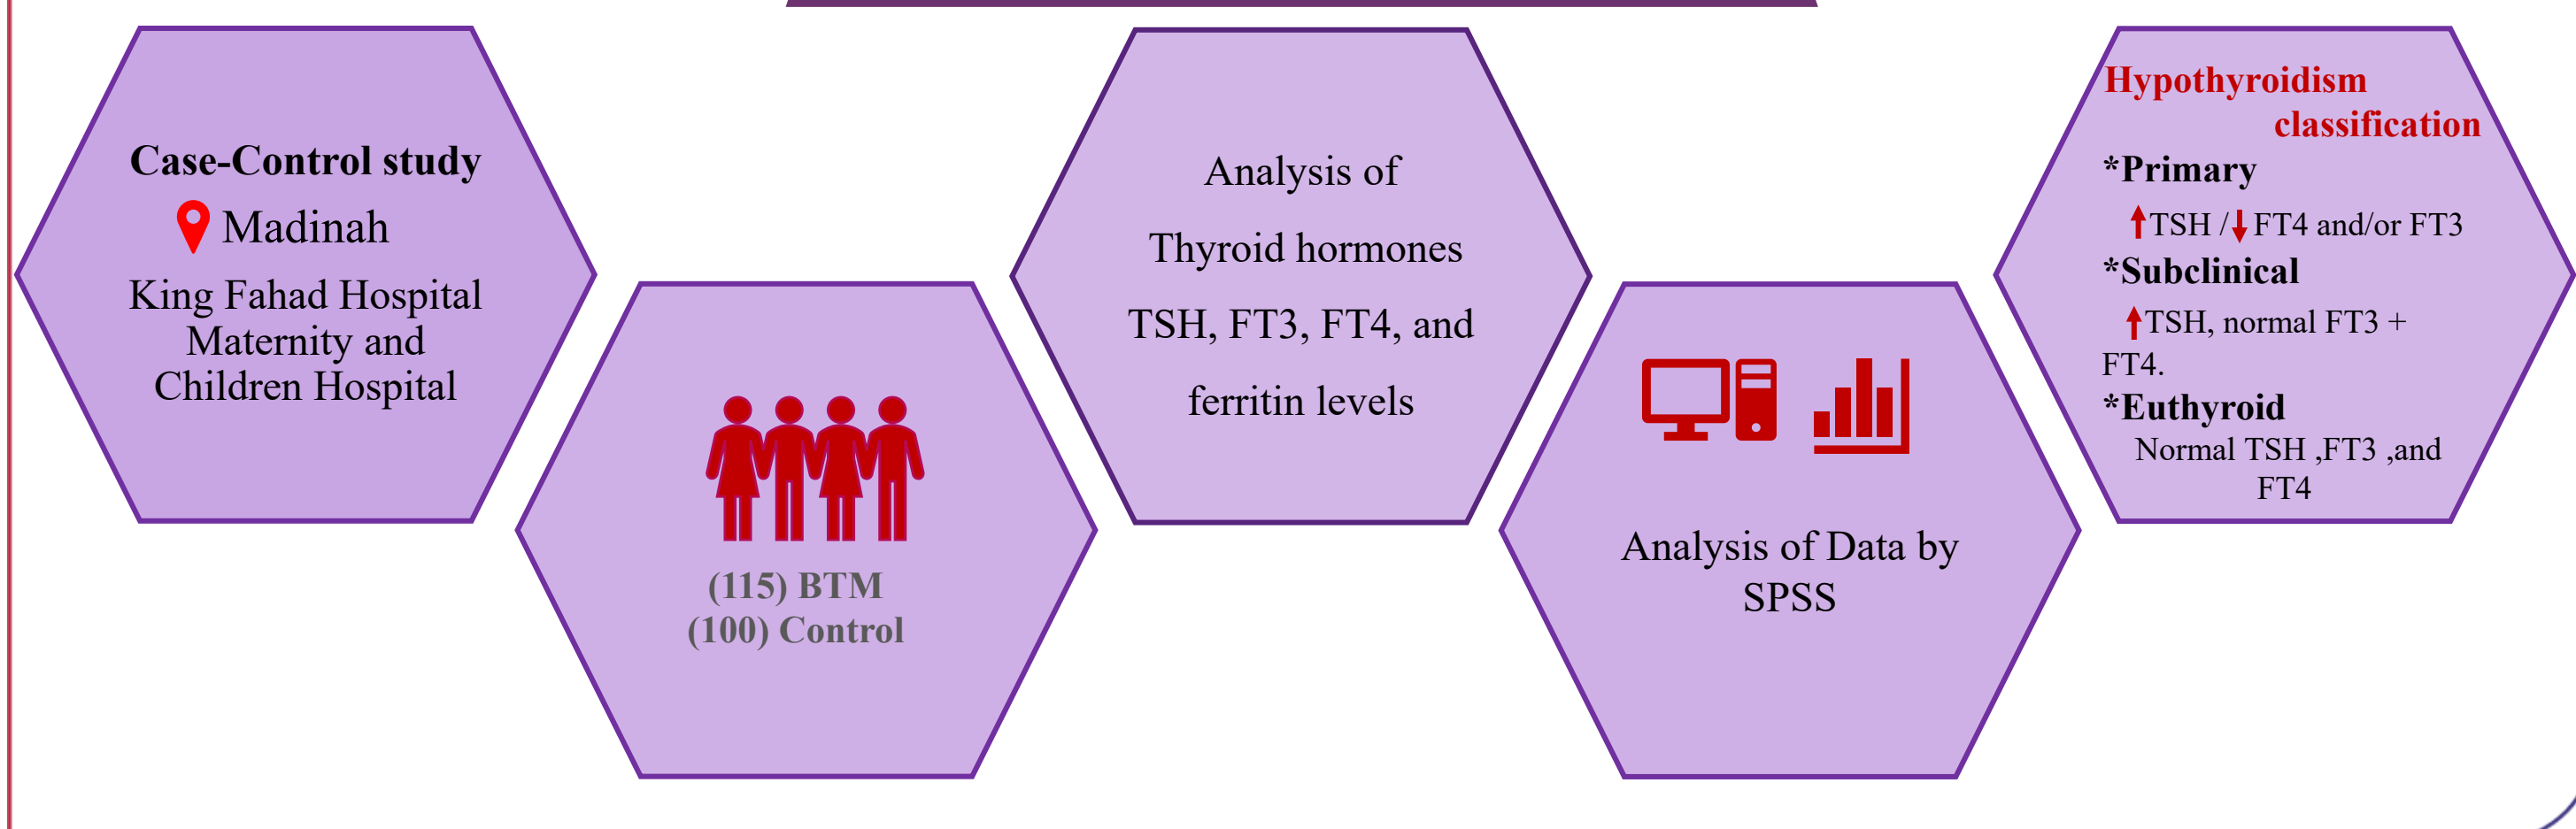 Case-Control study
Madinah
King Fahad Hospital
Maternity and
Children Hospital
(115) BTM
(100) Control
Analysis of
Thyroid hormones
TSH, FT3, FT4, and
ferritin levels
Analysis of Data by
SPSS
Hypothyroidism
classification
*Primary
↑TSH /↓FT4 and/or FT3
*Subclinical
↑TSH, normal FT3 +
FT4.
*Euthyroid
Normal TSH ,FT3 ,and
FT4